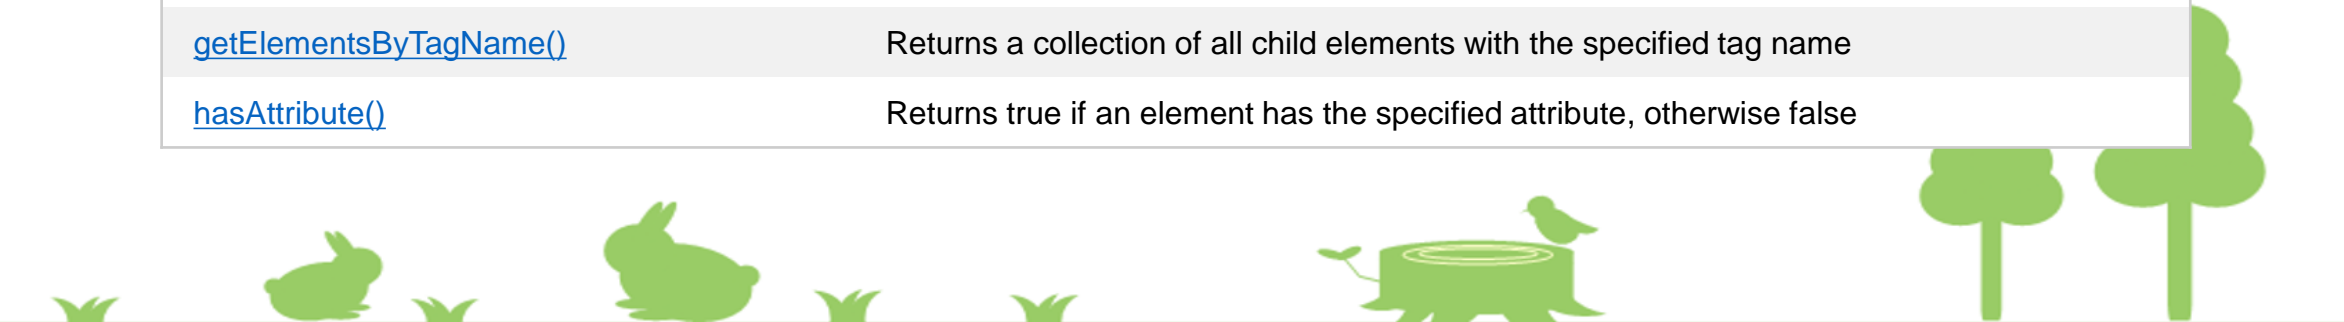 getElementsByTagName() Returns a collection of all child elements with the specified tag name
hasAttribute() Returns true if an element has the specified attribute, otherwise false